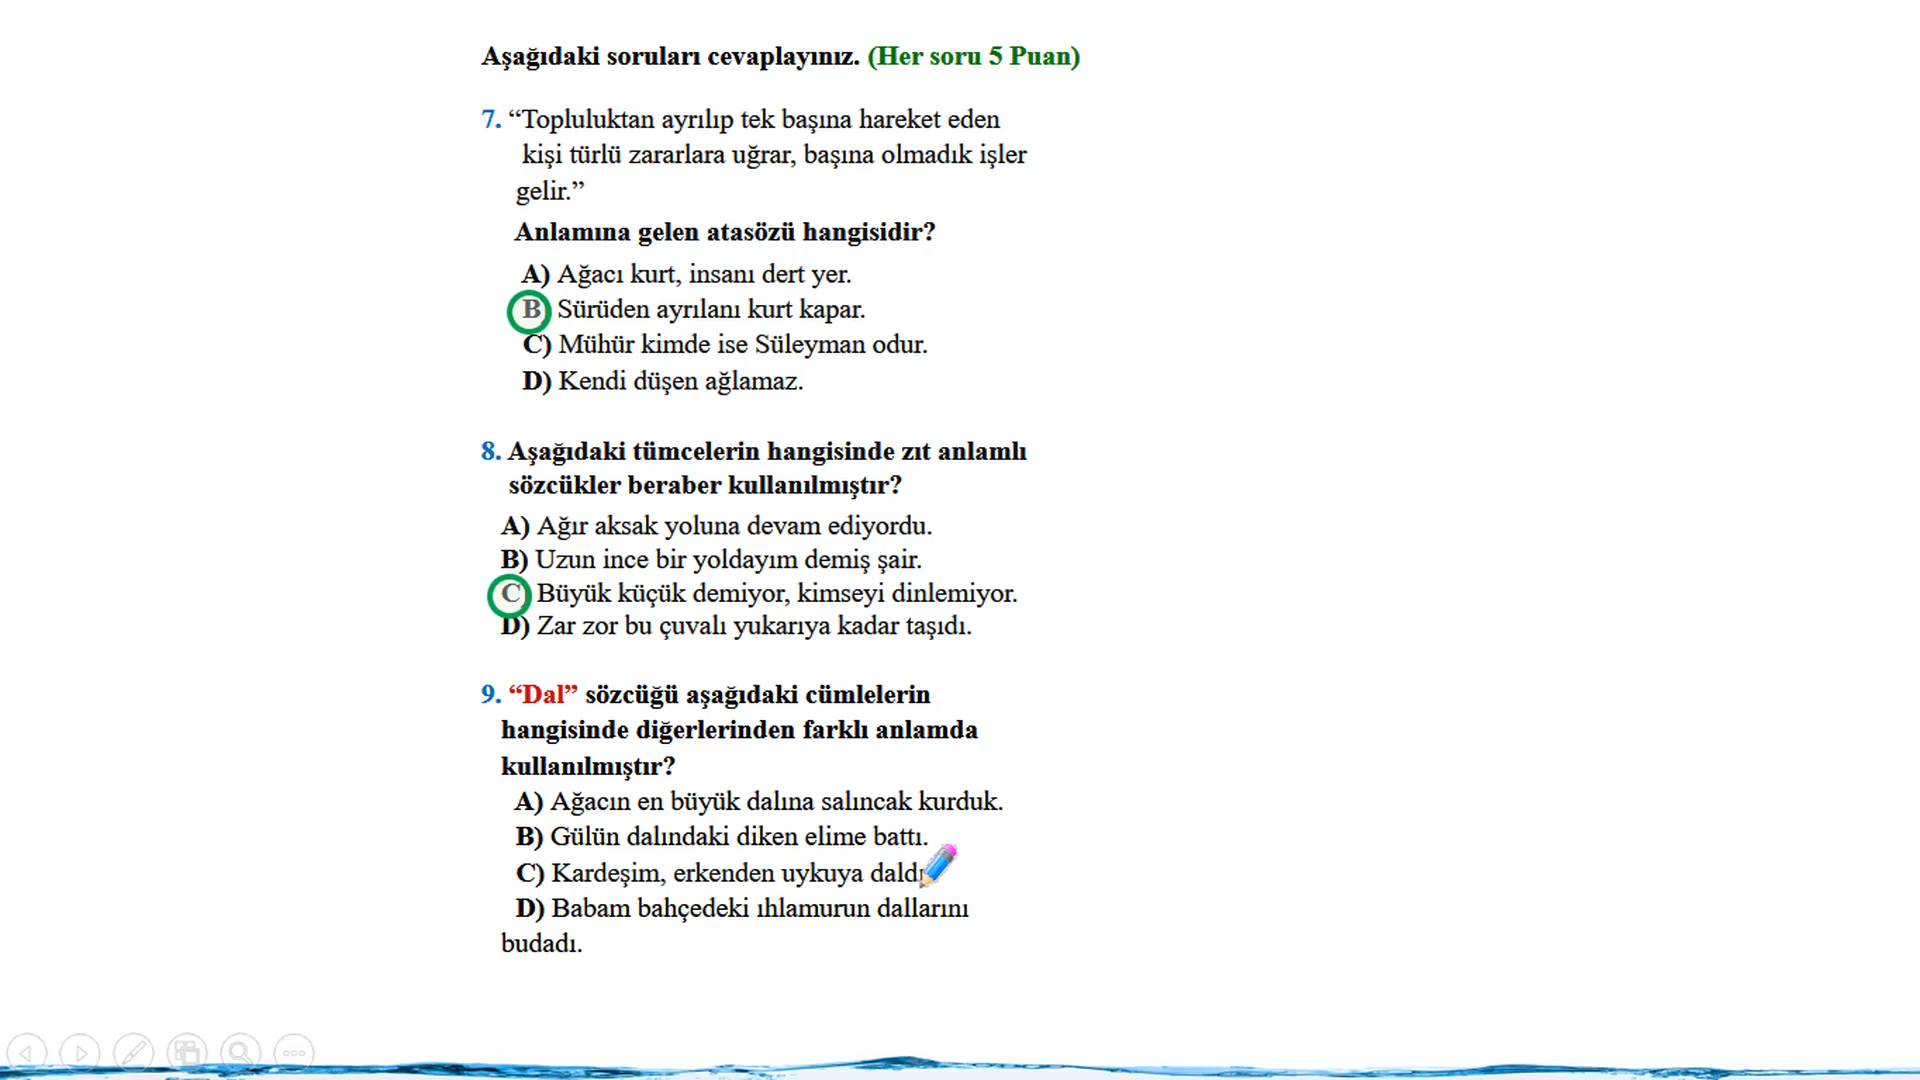 Aşağıdaki soruları cevaplayınız. (Her soru 5 Puan)
7. “Topluluktan ayrılıp tek başına hareket eden
kişi türlü zararlara uğrar, başına olmadık işler
gelir.”
Anlamına gelen atasözü hangisidir?
A) Ağacı kurt, insanı dert yer.
B Sürüden ayrılanı kurt kapar.
C) Mühür kimde ise Süleyman odur.
D) Kendi düşen ağlamaz.
8. Aşağıdaki tümcelerin hangisinde zıt anlamlı
sözcükler beraber kullanılmıştır?
A) Ağır aksak yoluna devam ediyordu.
B) Uzun ince bir yoldayım demiş şair.
C Büyük küçük demiyor, kimseyi dinlemiyor.
D) Zar zor bu çuvalı yukarıya kadar taşıdı.
9. “Dal” sözcüğü aşağıdaki cümlelerin
hangisinde diğerlerinden farklı anlamda
kullanılmıştır?
A) Ağacın en büyük dalına salıncak kurduk.
B) Gülün dalındaki diken elime battı.
C) Kardeşim, erkenden uykuya daldı
D) Babam bahçedeki ıhlamurun dallarını
budadı.